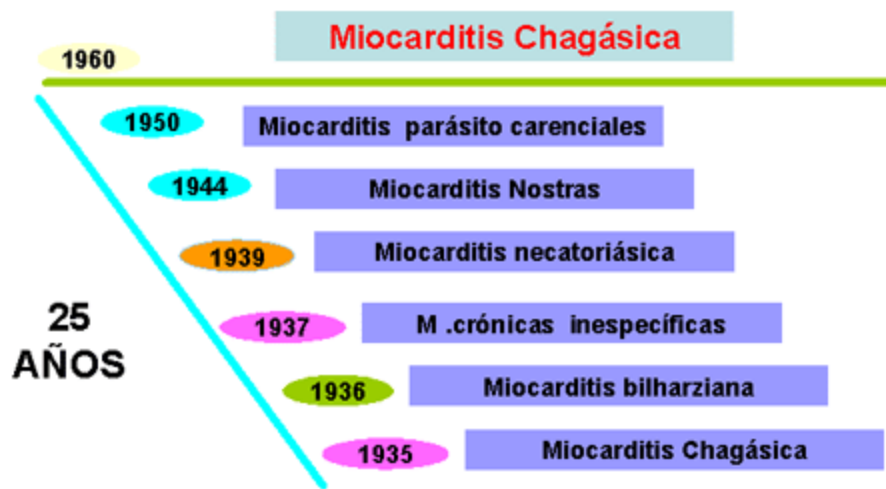 Miocarditis Chagásica
1960
1950 Miocarditis parásito carenciales
1944 Miocarditis Nostras
1939 Miocarditis necatoriásica
1937 M .crónicas inespecíficas
1936 Miocarditis bilharziana
1935 Miocarditis Chagásica
25
AÑOS